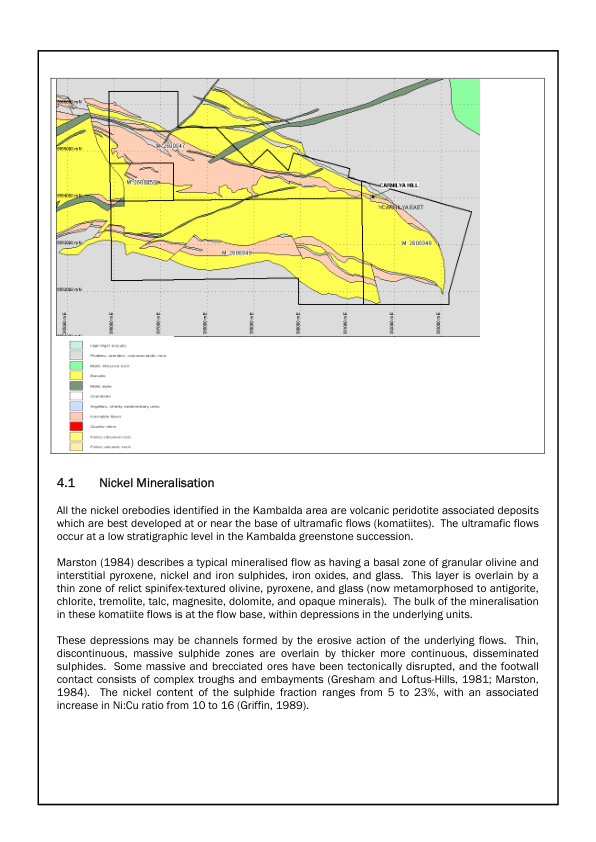 M 2600047
CARNILYA HILL
CARNILYA EAST
M 2600048
M 2600049
High MgO Basalt
Mafic intrusive rock
Basalts
Mafic dyke
Granitoids
Argillites, cherty sedimentary units
Komatiite flows
Quartz veins
Felsic intrusive rock
Felsic volcanic rock
4.1 Nickel Mineralisation
All the nickel orebodies identified in the Kambalda area are volcanic peridotite associated deposits
which are best developed at or near the base of ultramafic flows (komatiites). The ultramafic flows
occur at a low stratigraphic level in the Kambalda greenstone succession.
Marston (1984) describes a typical mineralised flow as having a basal zone of granular olivine and
interstitial pyroxene, nickel and iron sulphides, iron oxides, and glass. This layer is overlain by a
thin zone of relict spinifex-textured olivine, pyroxene, and glass (now metamorphosed to antigorite,
chlorite, tremolite, talc, magnesite, dolomite, and opaque minerals). The bulk of the mineralisation
in these komatiite flows is at the flow base, within depressions in the underlying units.
These depressions may be channels formed by the erosive action of the underlying flows. Thin,
discontinuous, massive sulphide zones are overlain by thicker more continuous, disseminated
sulphides. Some massive and brecciated ores have been tectonically disrupted, and the footwall
contact consists of complex troughs and embayments (Gresham and Loftus-Hills, 1981; Marston,
1984). The nickel content of the sulphide fraction ranges from 5 to 23%, with an associated
increase in Ni:Cu ratio from 10 to 16 (Griffin, 1989).